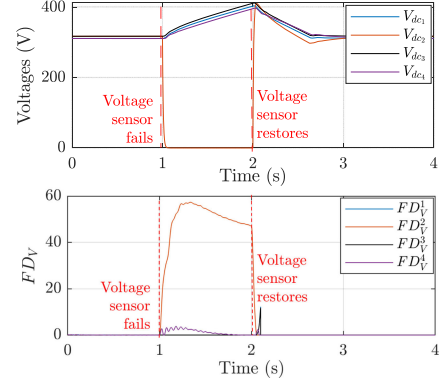 400
300
0
Voltages (V)
V_{dc_1}
V_{dc_2}
V_{dc_3}
V_{dc_4}
Voltage
sensor
fails
Voltage
sensor
restores
0 1 2 3 4
Time (s)
60
40
20
0
FD_V
FD_V^1
FD_V^2
FD_V^3
FD_V^4
Voltage
sensor
fails
Voltage
sensor
restores
0 1 2 3 4
Time (s)